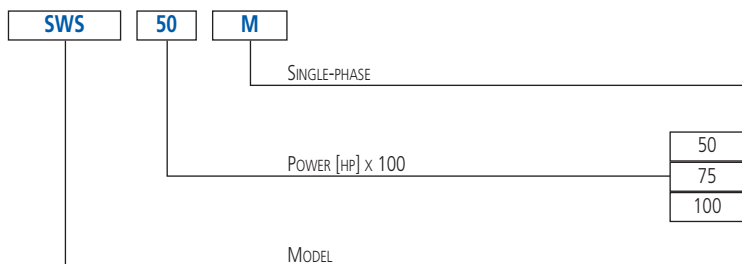 SWS 50 M
SINGLE-PHASE
50
POWER [HP] X 100
75
100
MODEL